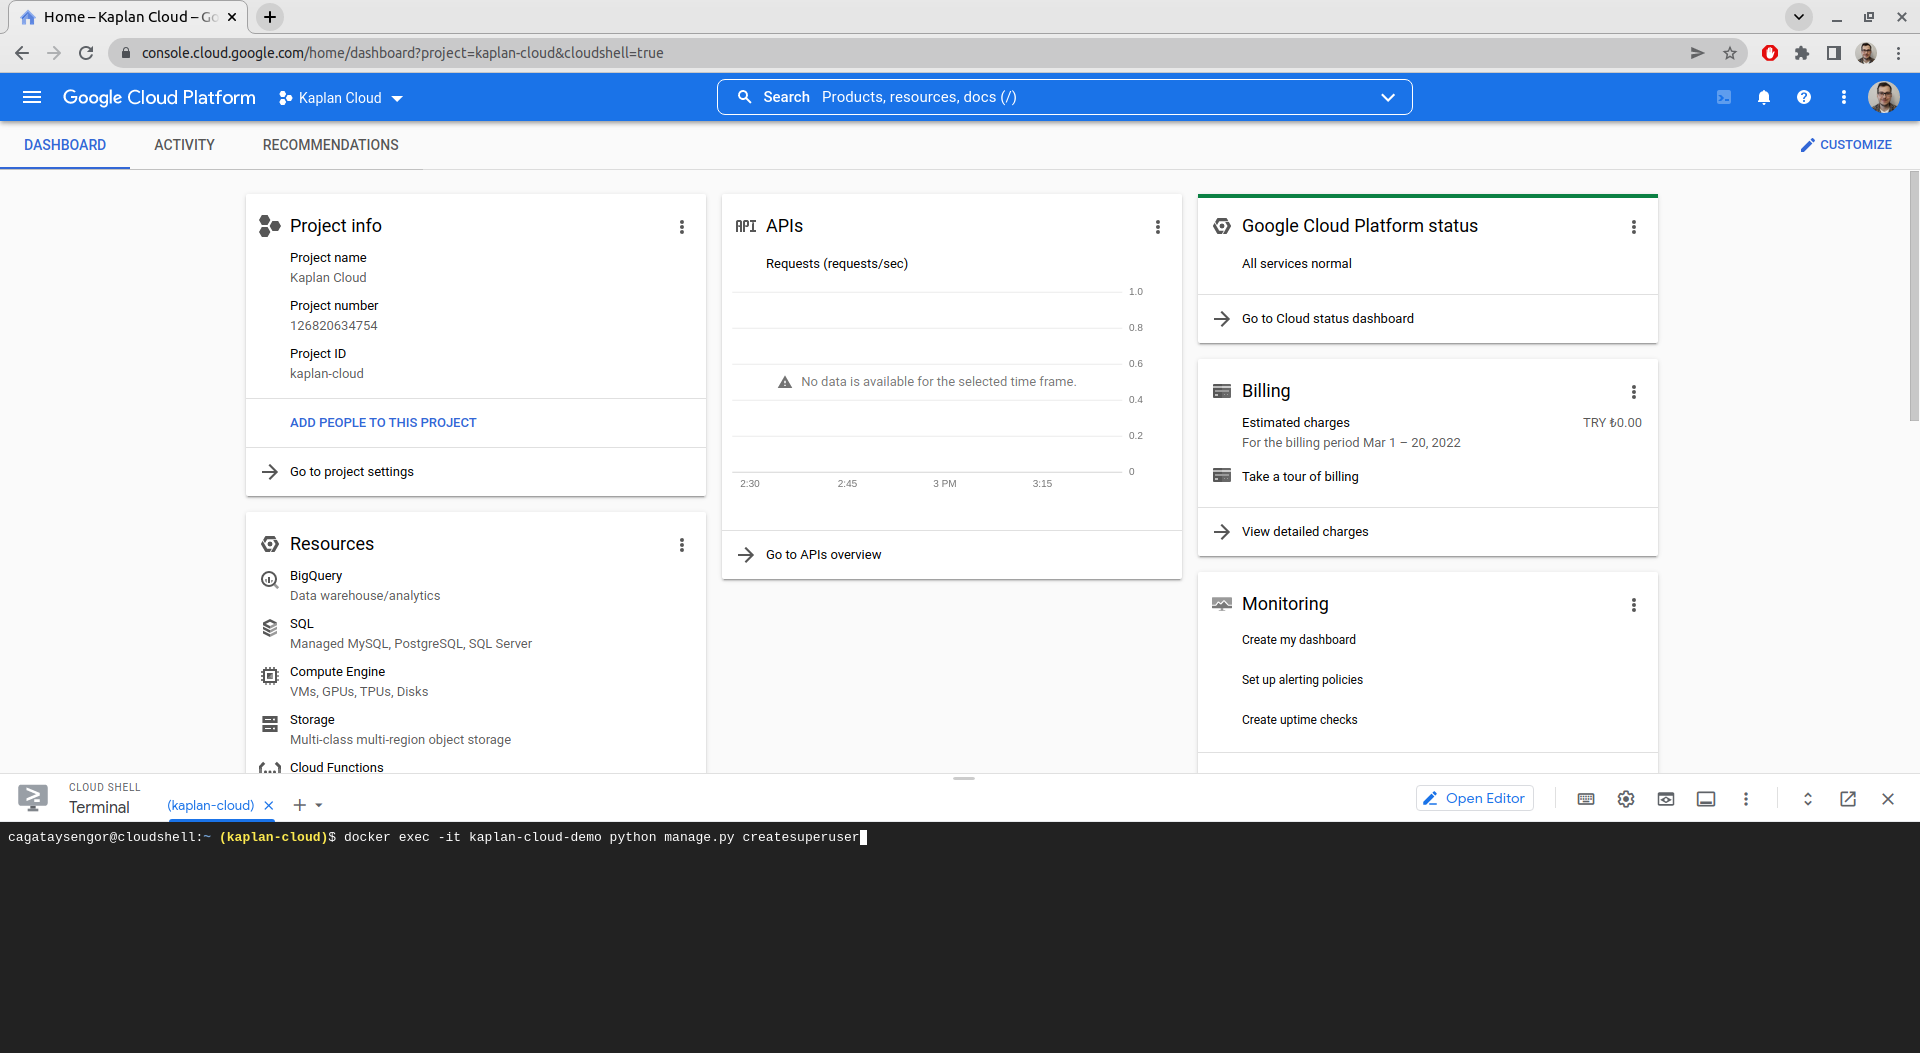 Home – Kaplan Cloud – Go
console.cloud.google.com/home/dashboard?project=kaplan-cloud&cloudshell=true
Google Cloud Platform
Kaplan Cloud
Search Products, resources, docs (/)
DASHBOARD
ACTIVITY
RECOMMENDATIONS
CUSTOMIZE
Project info
Project name
Kaplan Cloud
Project number
126820634754
Project ID
kaplan-cloud
ADD PEOPLE TO THIS PROJECT
Go to project settings
Resources
BigQuery
Data warehouse/analytics
SQL
Managed MySQL, PostgreSQL, SQL Server
Compute Engine
VMs, GPUs, TPUs, Disks
Storage
Multi-class multi-region object storage
Cloud Functions
API APIs
Requests (requests/sec)
1.0
0.8
0.6
No data is available for the selected time frame.
0.4
0.2
0
2:30 2:45 3 PM 3:15
Go to APIs overview
Google Cloud Platform status
All services normal
Go to Cloud status dashboard
Billing
Estimated charges TRY ₺0.00
For the billing period Mar 1 – 20, 2022
Take a tour of billing
View detailed charges
Monitoring
Create my dashboard
Set up alerting policies
Create uptime checks
CLOUD SHELL
Terminal
(kaplan-cloud)
Open Editor
cagataysengor@cloudshell:~ (kaplan-cloud)$ docker exec -it kaplan-cloud-demo python manage.py createsuperuser